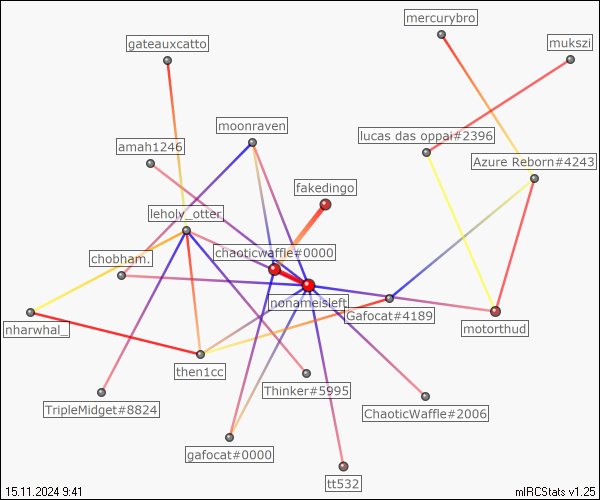 mercurybro
gateauxcatto
mukszi
moonraven
lucas das oppai#2396
amah1246
Azure Reborn#4243
fakedingo
leholy_otter
chaoticwaffle#0000
chobham.
nonameisleft
Gafocat#4189
nharwhal_
motorthud
then1cc
Thinker#5995
TripleMidget#8824
ChaoticWaffle#2006
gafocat#0000
tt532
15.11.2024 9:41
mIRCStats v1.25